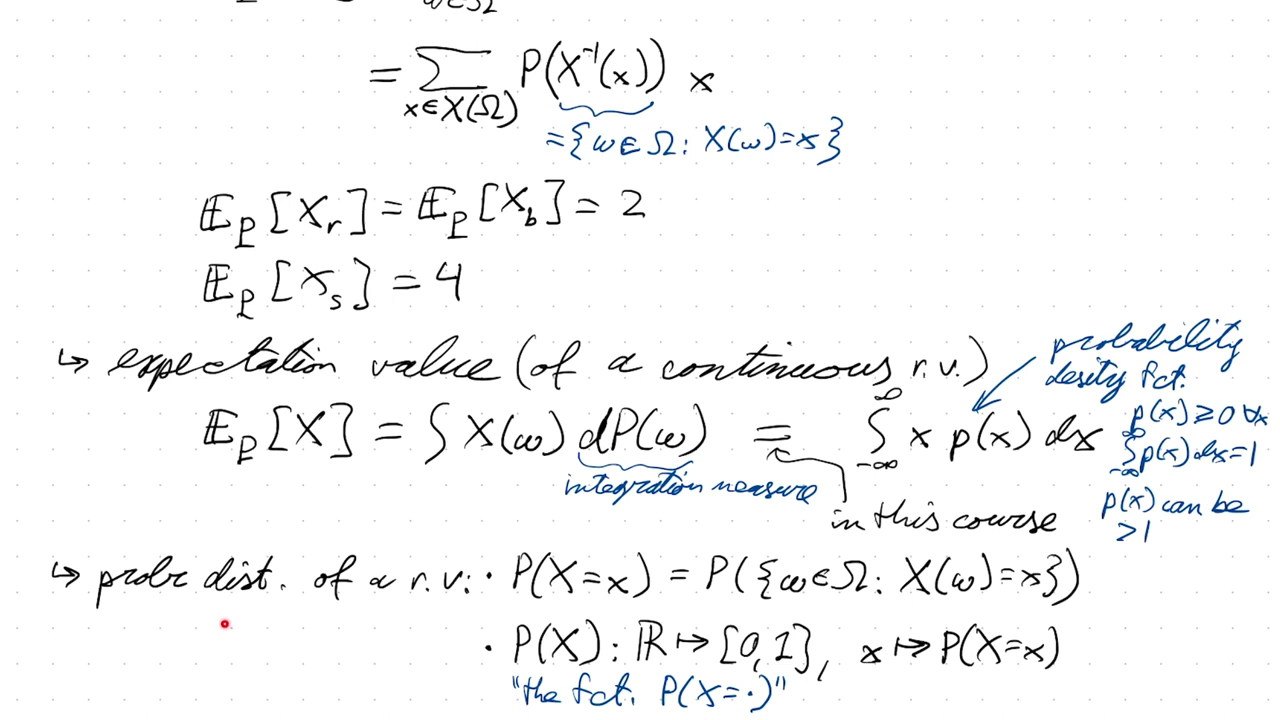 ω∈Ω
= ∑ P(X⁻¹(x)) x
x∈X(Ω)
={ω∈Ω: X(ω)=x}
𝔼_P[X_r] = 𝔼_P[X_b] = 2
𝔼_P[X_s] = 4
↳ expectation value (of a continuous r.v.)
probability
desity fct.
𝔼_P[X] = ∫ X(ω) dP(ω) = ∫_{-∞}^{∞} x p(x) dx
p(x) ≥ 0 ∀x
∫_{-∞}^{∞} p(x) dx = 1
integration measure
in this course
p(x) can be
>1
↳ prob. dist. of a r.v.: · P(X=x) = P({ω∈Ω: X(ω)=x})
· P(X): ℝ ↦ [0,1], x ↦ P(X=x)
"the fct. P(X=·)"